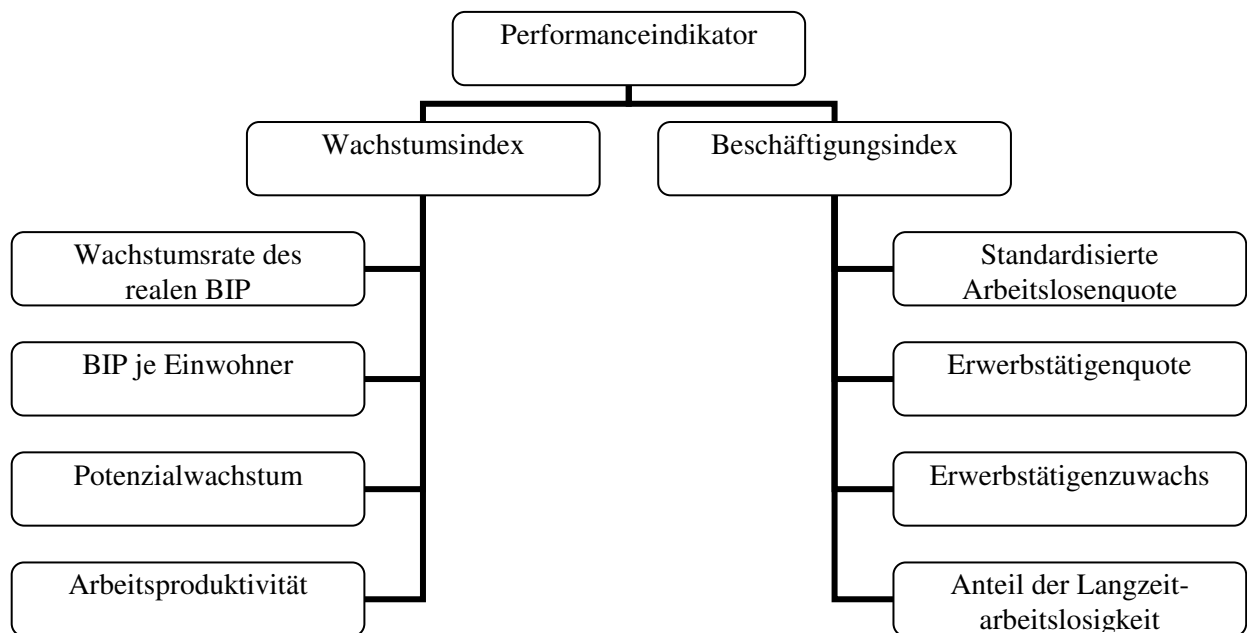 Performanceindikator
Wachstumsindex
Beschäftigungsindex
Wachstumsrate des
realen BIP
BIP je Einwohner
Potenzialwachstum
Arbeitsproduktivität
Standardisierte
Arbeitslosenquote
Erwerbstätigenquote
Erwerbstätigenzuwachs
Anteil der Langzeit-
arbeitslosigkeit